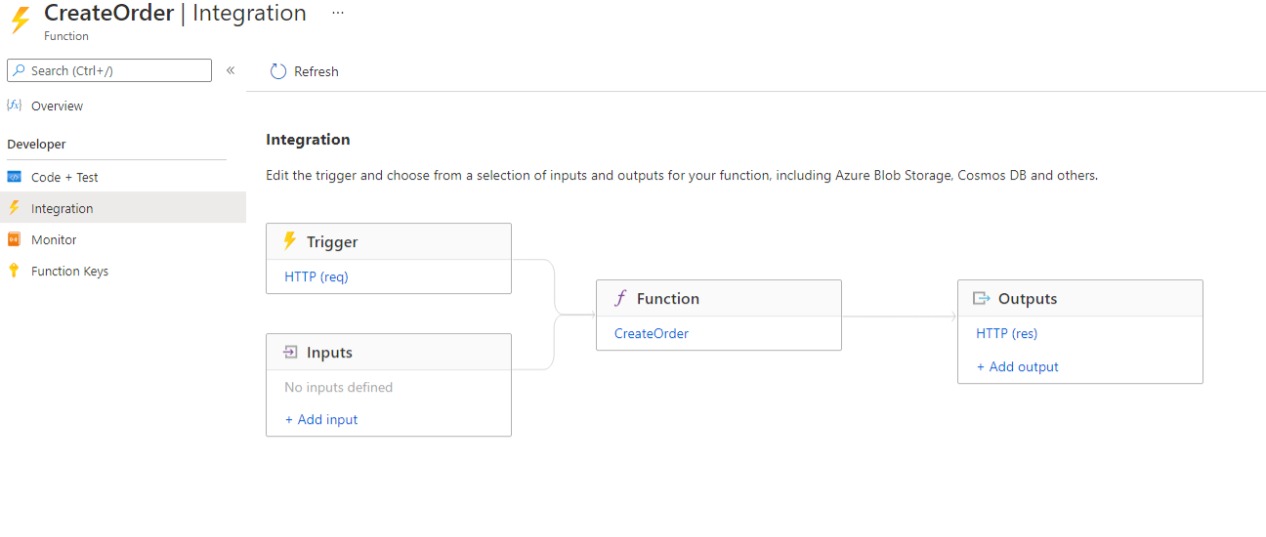 CreateOrder | Integration ...
Function
Search (Ctrl+/)
«
Refresh
Overview
Developer
Code + Test
Integration
Monitor
Function Keys
Integration
Edit the trigger and choose from a selection of inputs and outputs for your function, including Azure Blob Storage, Cosmos DB and others.
Trigger
HTTP (req)
Inputs
No inputs defined
+ Add input
Function
CreateOrder
Outputs
HTTP (res)
+ Add output